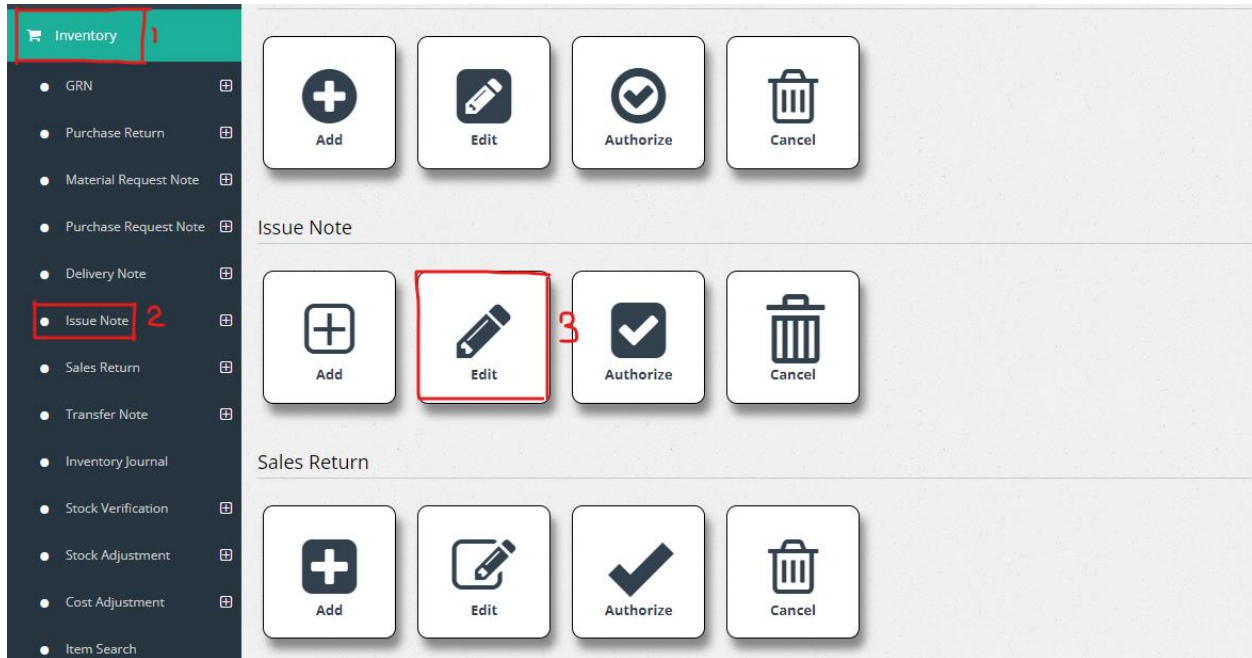 Inventory 1
GRN
Purchase Return
Material Request Note
Purchase Request Note
Delivery Note
Issue Note 2
Sales Return
Transfer Note
Inventory Journal
Stock Verification
Stock Adjustment
Cost Adjustment
Item Search
Add Edit Authorize Cancel
Issue Note
3
Add Edit Authorize Cancel
Sales Return
Add Edit Authorize Cancel